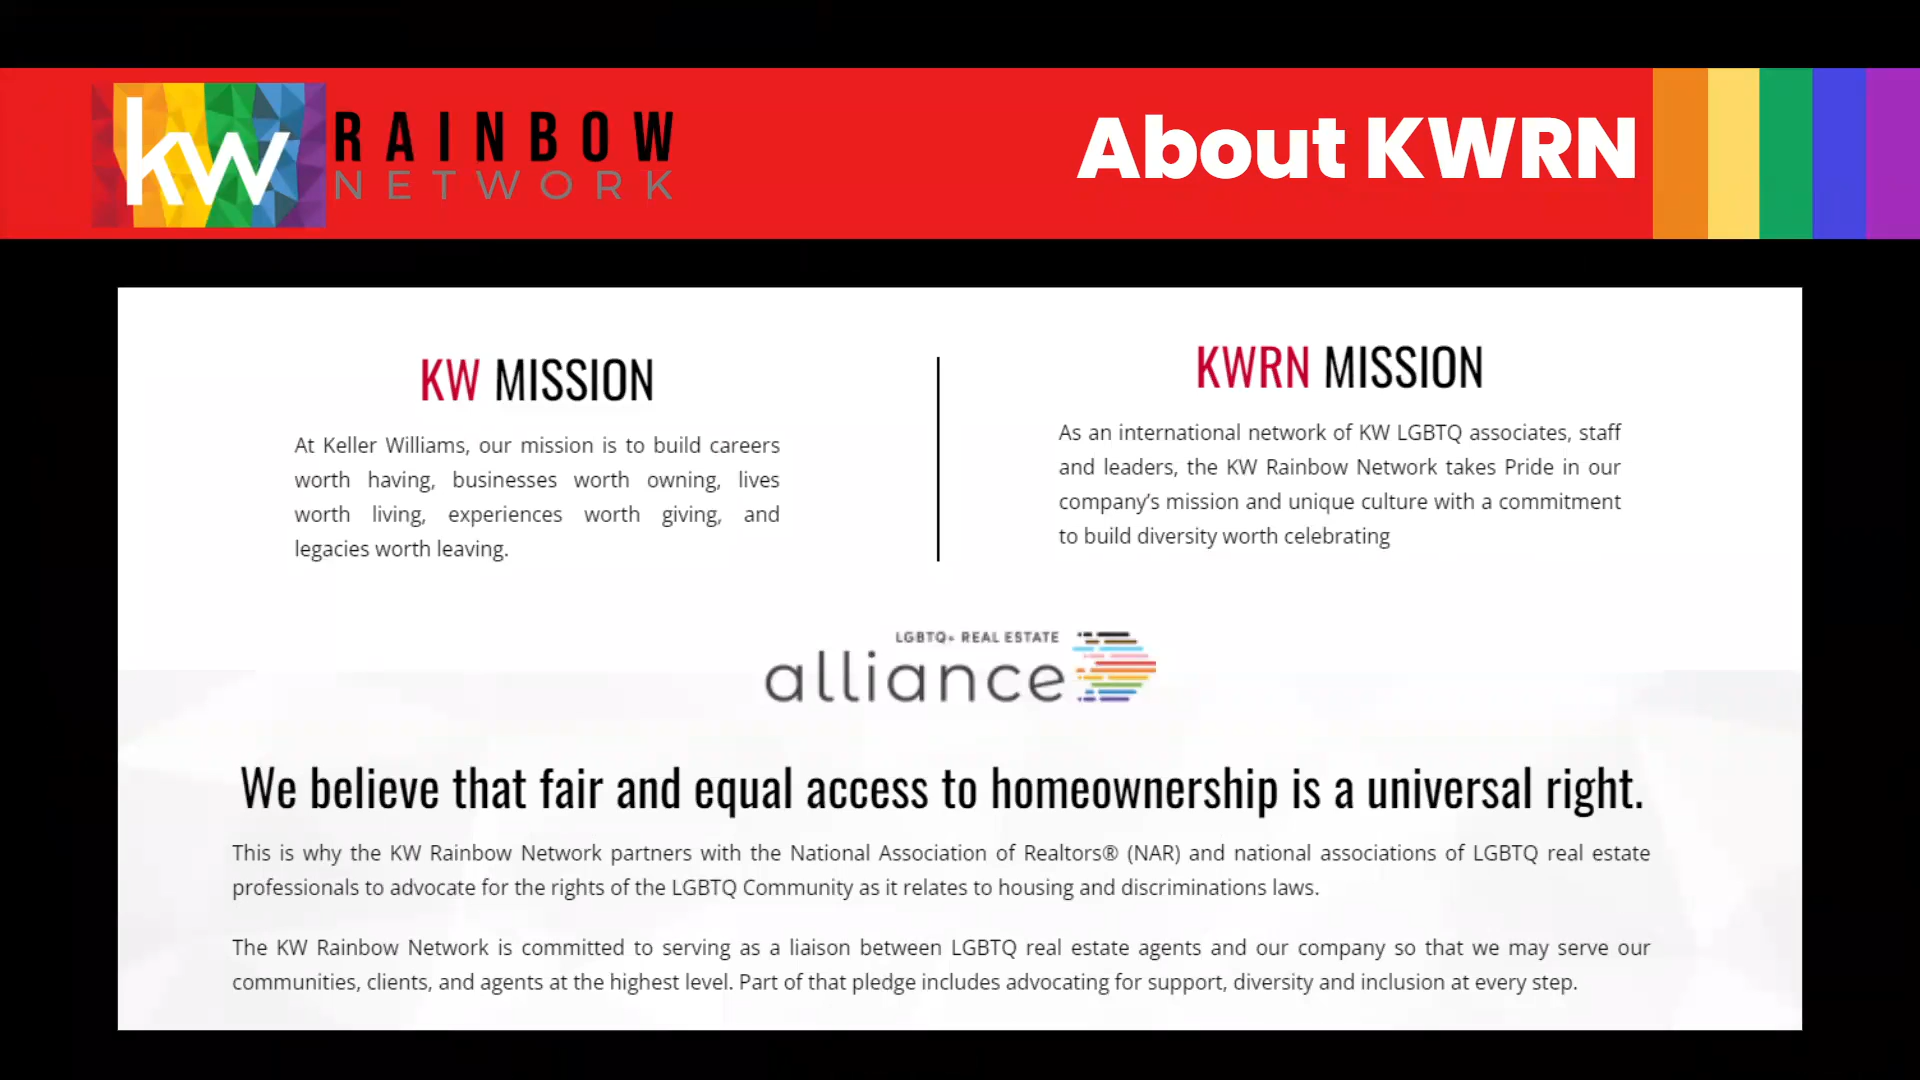 kw RAINBOW
NETWORK
About KWRN
KW MISSION
At Keller Williams, our mission is to build careers
worth having, businesses worth owning, lives
worth living, experiences worth giving, and
legacies worth leaving.
KWRN MISSION
As an international network of KW LGBTQ associates, staff
and leaders, the KW Rainbow Network takes Pride in our
company's mission and unique culture with a commitment
to build diversity worth celebrating
LGBTQ+ REAL ESTATE
alliance
We believe that fair and equal access to homeownership is a universal right.
This is why the KW Rainbow Network partners with the National Association of Realtors® (NAR) and national associations of LGBTQ real estate
professionals to advocate for the rights of the LGBTQ Community as it relates to housing and discriminations laws.
The KW Rainbow Network is committed to serving as a liaison between LGBTQ real estate agents and our company so that we may serve our
communities, clients, and agents at the highest level. Part of that pledge includes advocating for support, diversity and inclusion at every step.